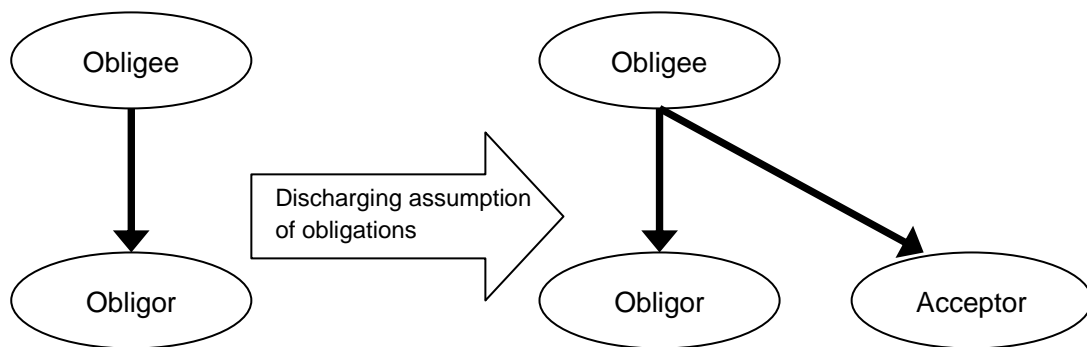 Obligee
Obligee
Discharging assumption
of obligations
Obligor
Obligor
Acceptor